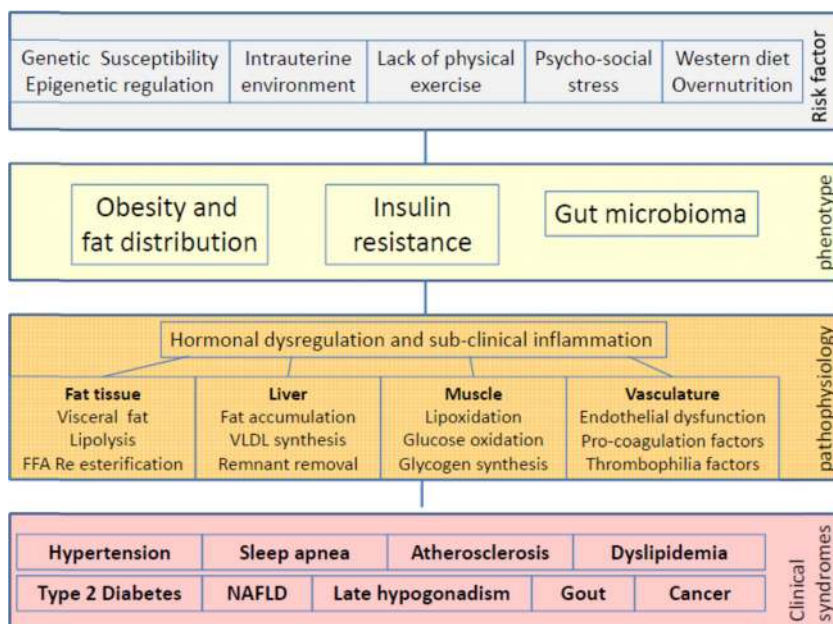 Genetic Susceptibility
Epigenetic regulation
Intrauterine
environment
Lack of physical
exercise
Psycho-social
stress
Western diet
Overnutrition
Risk factor
Obesity and
fat distribution
Insulin
resistance
Gut microbioma
phenotype
Hormonal dysregulation and sub-clinical inflammation
Fat tissue
Visceral fat
Lipolysis
FFA Re esterification
Liver
Fat accumulation
VLDL synthesis
Remnant removal
Muscle
Lipoxidation
Glucose oxidation
Glycogen synthesis
Vasculature
Endothelial dysfunction
Pro-coagulation factors
Thrombophilia factors
pathophysiology
Hypertension
Sleep apnea
Atherosclerosis
Dyslipidemia
Type 2 Diabetes
NAFLD
Late hypogonadism
Gout
Cancer
Clinical
syndromes